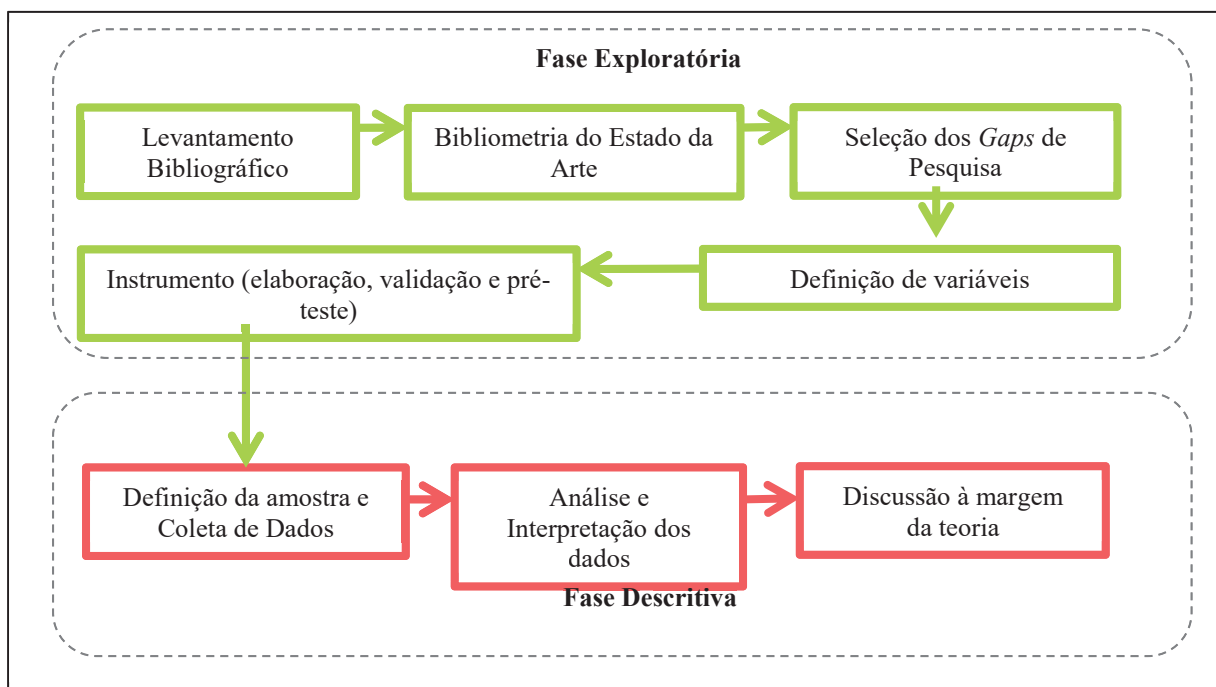 Fase Exploratória
Levantamento
Bibliográfico
Bibliometria do Estado da
Arte
Seleção dos Gaps de
Pesquisa
Instrumento (elaboração, validação e pré-
teste)
Definição de variáveis
Definição da amostra e
Coleta de Dados
Análise e
Interpretação dos
dados
Discussão à margem
da teoria
Fase Descritiva